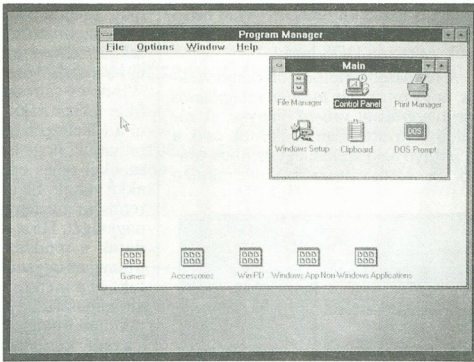 Program Manager
File Options Window Help
Main
File Manager Control Panel Print Manager
DOS
Windows Setup Clipboard DOS Prompt
Games Accessories Win-PD Windows App Non-Windows Applications